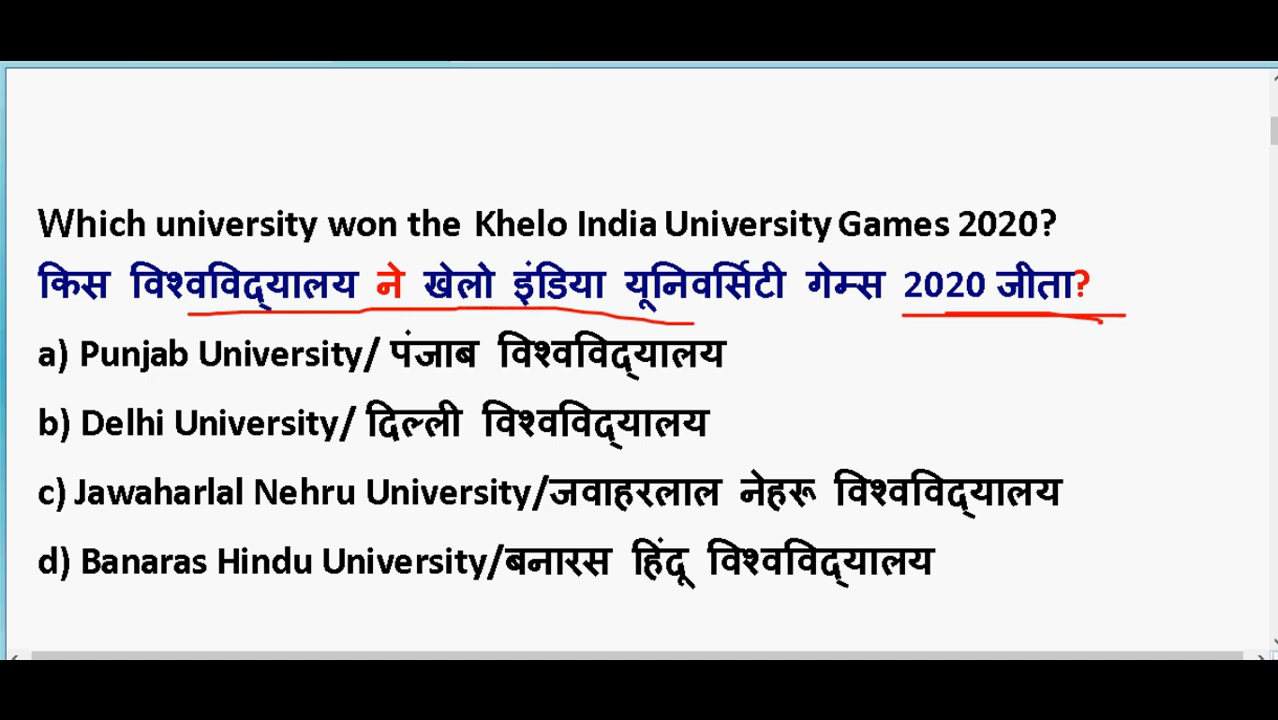 Which university won the Khelo India University Games 2020?
किस विश्वविद्यालय ने खेलो इंडिया यूनिवर्सिटी गेम्स 2020 जीता?
a) Punjab University/ पंजाब विश्वविद्यालय
b) Delhi University/ दिल्ली विश्वविद्यालय
c) Jawaharlal Nehru University/जवाहरलाल नेहरू विश्वविद्यालय
d) Banaras Hindu University/बनारस हिंदू विश्वविद्यालय